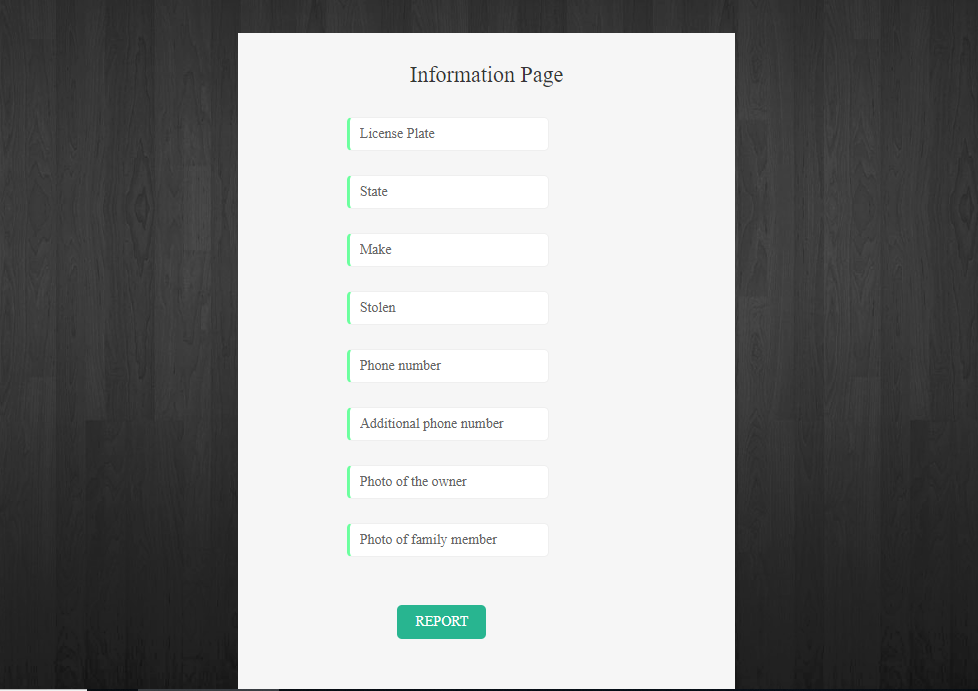 Information Page
License Plate
State
Make
Stolen
Phone number
Additional phone number
Photo of the owner
Photo of family member
REPORT